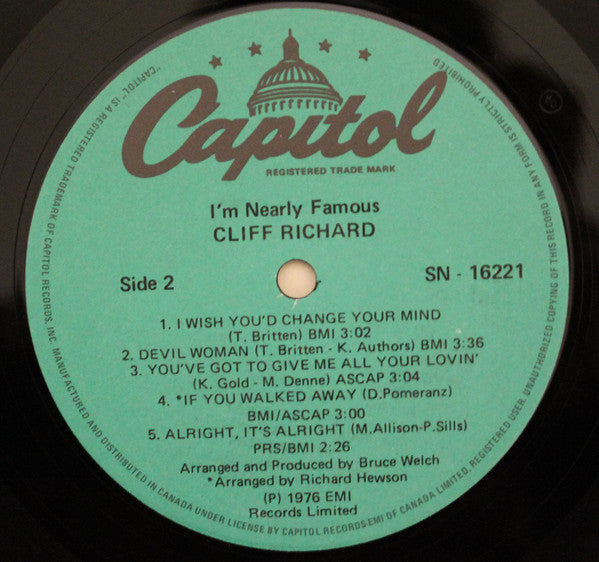 Capitol
REGISTERED TRADE MARK
I'm Nearly Famous
CLIFF RICHARD
Side 2
SN - 16221
1. I WISH YOU'D CHANGE YOUR MIND
(T. Britten) BMI 3:02
2. DEVIL WOMAN (T. Britten - K. Authors) BMI 3:36
3. YOU'VE GOT TO GIVE ME ALL YOUR LOVIN'
(K. Gold - M. Denne) ASCAP 3:04
4. *IF YOU WALKED AWAY (D.Pomeranz)
BMI/ASCAP 3:00
5. ALRIGHT, IT'S ALRIGHT (M.Allison-P.Sills)
PRS/BMI 2:26
Arranged and Produced by Bruce Welch
*Arranged by Richard Hewson
(P) 1976 EMI
Records Limited
"CAPITOL" IS A REGISTERED TRADEMARK OF CAPITOL RECORDS, INC. MANUFACTURED AND DISTRIBUTED IN CANADA UNDER LICENSE BY CAPITOL RECORDS-EMI OF CANADA LIMITED, REGISTERED USER. UNAUTHORIZED COPYING OF THIS RECORD IN ANY FORM IS STRICTLY PROHIBITED